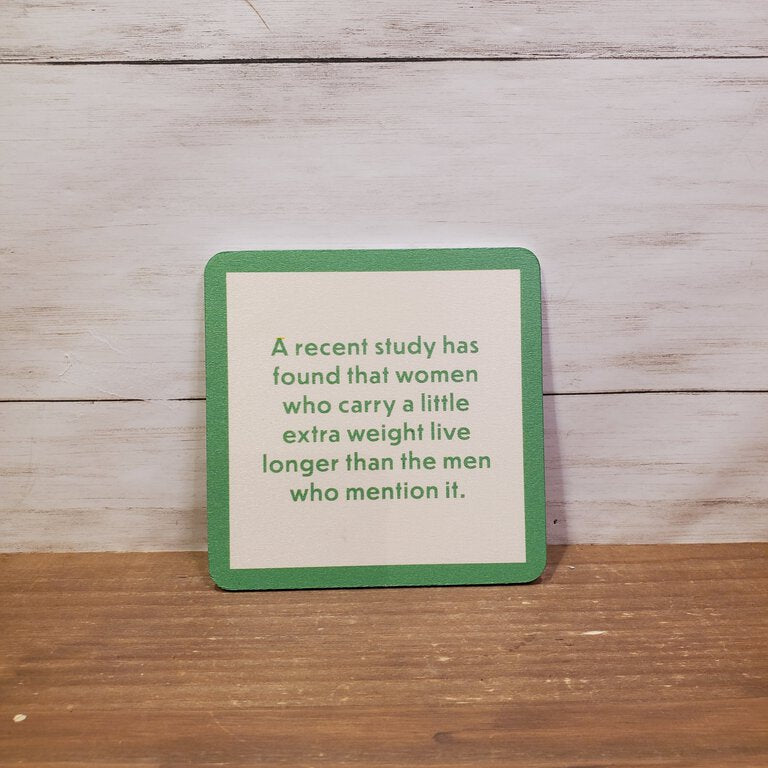 A recent study has
found that women
who carry a little
extra weight live
longer than the men
who mention it.